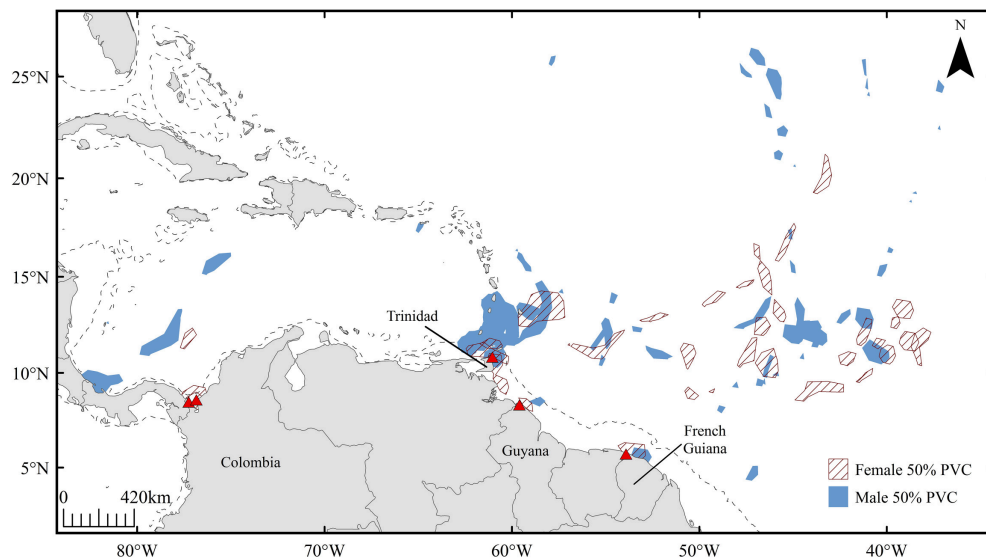 N
25°N
20°N
15°N
Trinidad
10°N
French
Guiana
Guyana
Colombia
5°N
Female 50% PVC
Male 50% PVC
0 420km
80°W 70°W 60°W 50°W 40°W